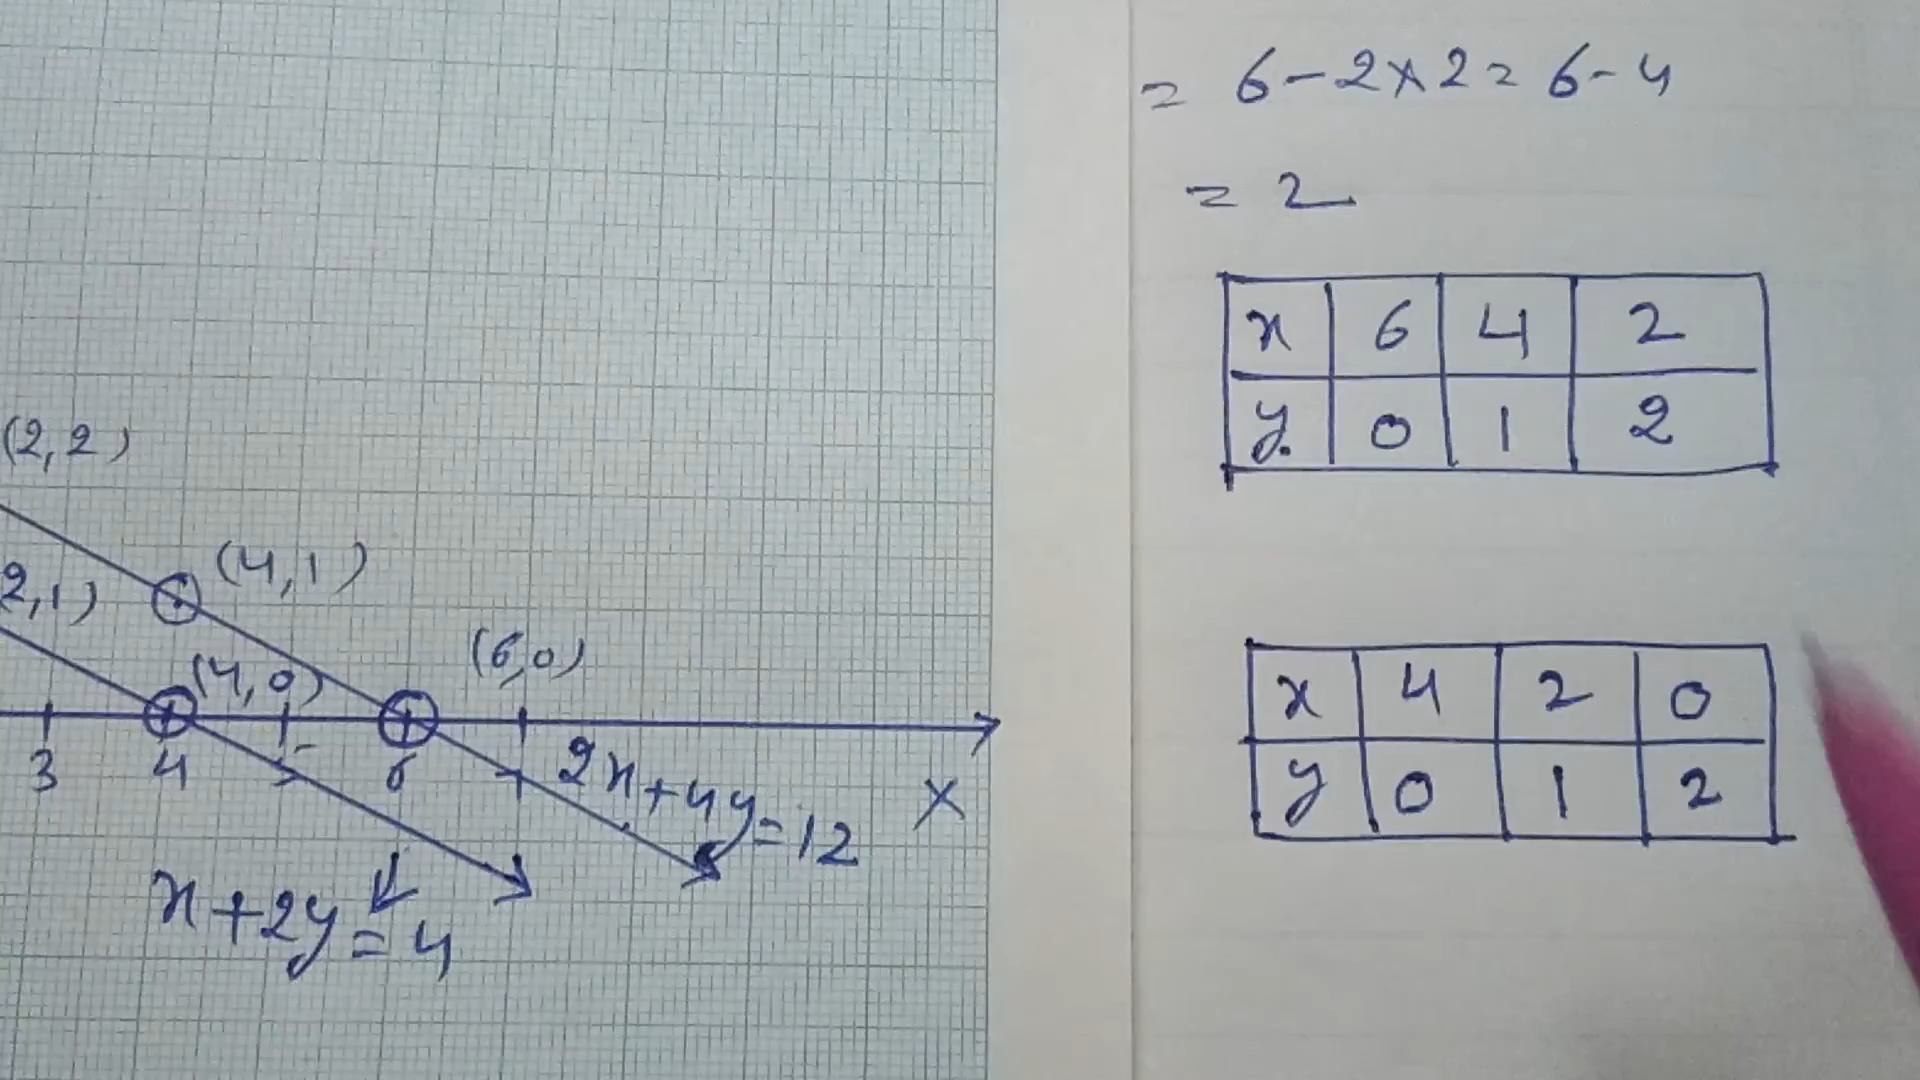 = 6 - 2 × 2 = 6 - 4
= 2
x 6 4 2
y 0 1 2
x 4 2 0
y 0 1 2
(2,2)
(4,1)
2,1)
(4,0)
(6,0)
3 4 5 6
X
2x+4y=12
x+2y=4